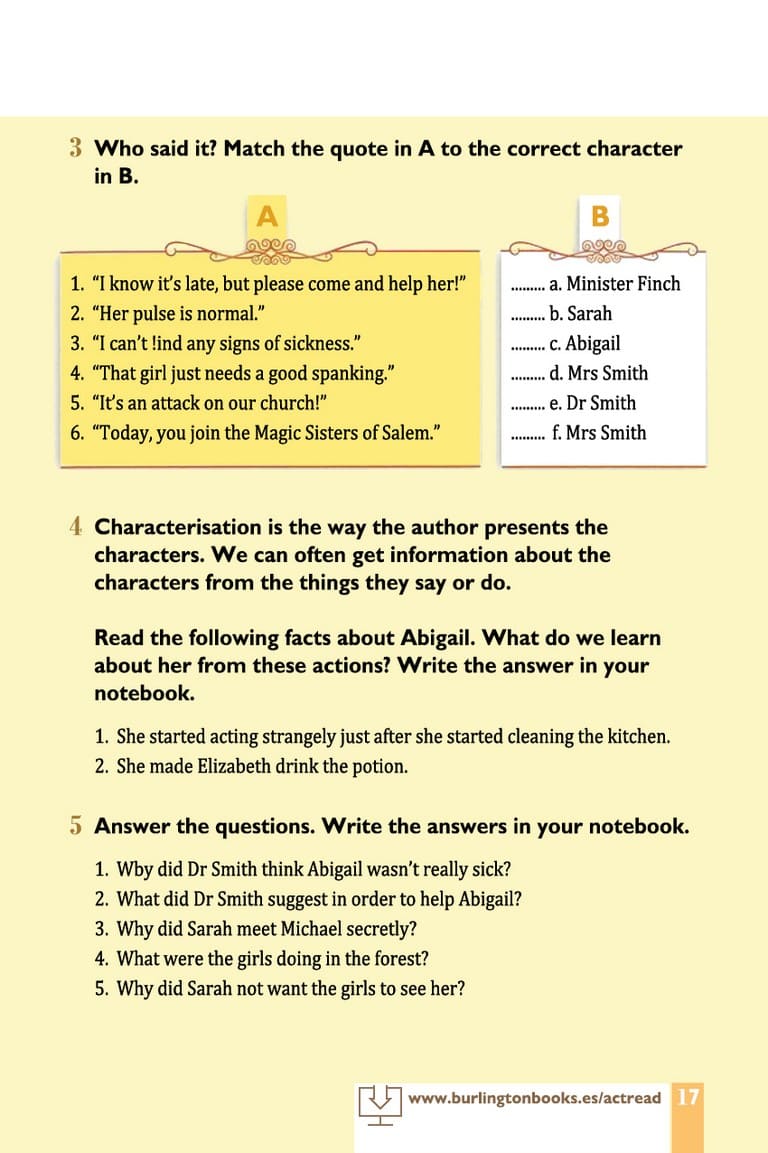 3 Who said it? Match the quote in A to the correct character
in B.
A
1. “I know it’s late, but please come and help her!”
2. “Her pulse is normal.”
3. “I can’t !ind any signs of sickness.”
4. “That girl just needs a good spanking.”
5. “It’s an attack on our church!”
6. “Today, you join the Magic Sisters of Salem.”
B
......... a. Minister Finch
......... b. Sarah
......... c. Abigail
......... d. Mrs Smith
......... e. Dr Smith
......... f. Mrs Smith
4 Characterisation is the way the author presents the
characters. We can often get information about the
characters from the things they say or do.
Read the following facts about Abigail. What do we learn
about her from these actions? Write the answer in your
notebook.
1. She started acting strangely just after she started cleaning the kitchen.
2. She made Elizabeth drink the potion.
5 Answer the questions. Write the answers in your notebook.
1. Wby did Dr Smith think Abigail wasn’t really sick?
2. What did Dr Smith suggest in order to help Abigail?
3. Why did Sarah meet Michael secretly?
4. What were the girls doing in the forest?
5. Why did Sarah not want the girls to see her?
www.burlingtonbooks.es/actread 17